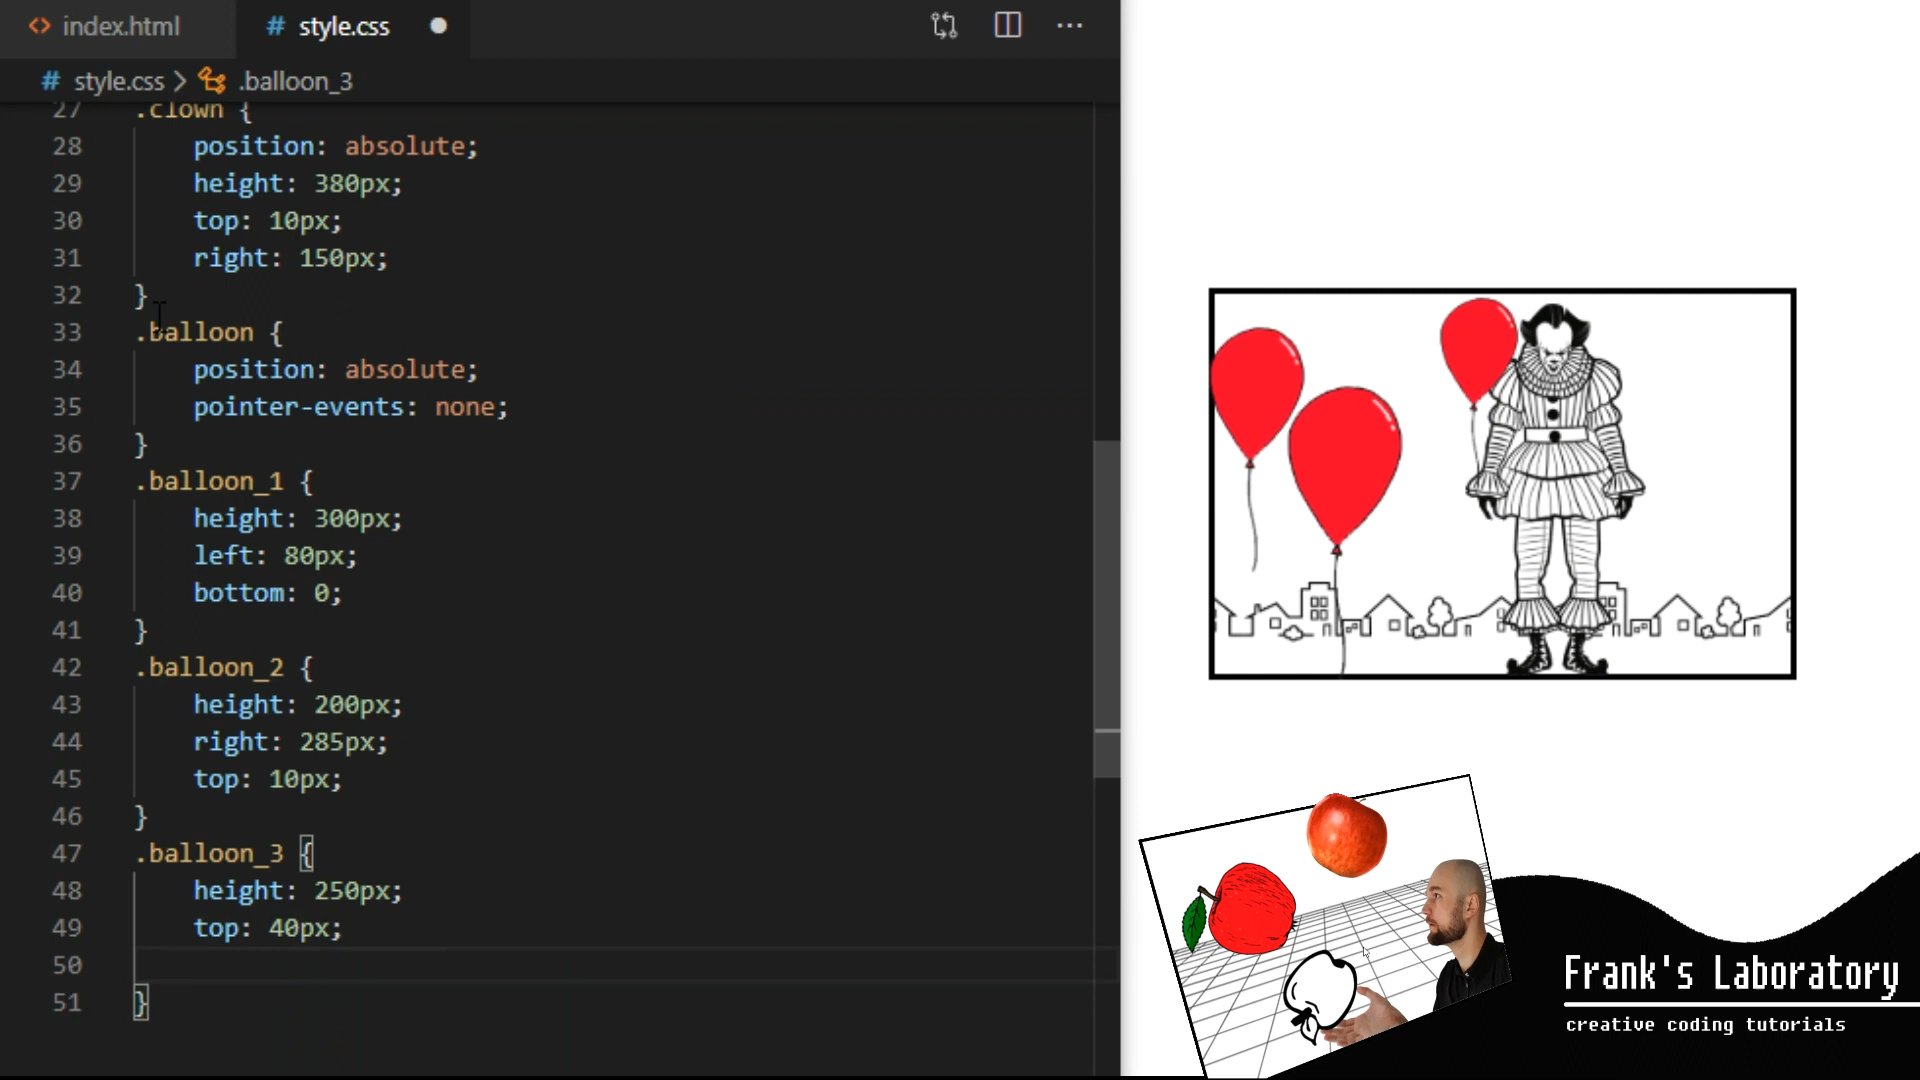 index.html
style.css
style.css > .balloon_3
27 .clown {
28 position: absolute;
29 height: 380px;
30 top: 10px;
31 right: 150px;
32 }
33 .balloon {
34 position: absolute;
35 pointer-events: none;
36 }
37 .balloon_1 {
38 height: 300px;
39 left: 80px;
40 bottom: 0;
41 }
42 .balloon_2 {
43 height: 200px;
44 right: 285px;
45 top: 10px;
46 }
47 .balloon_3 {
48 height: 250px;
49 top: 40px;
50
51 }
Frank's Laboratory
creative coding tutorials